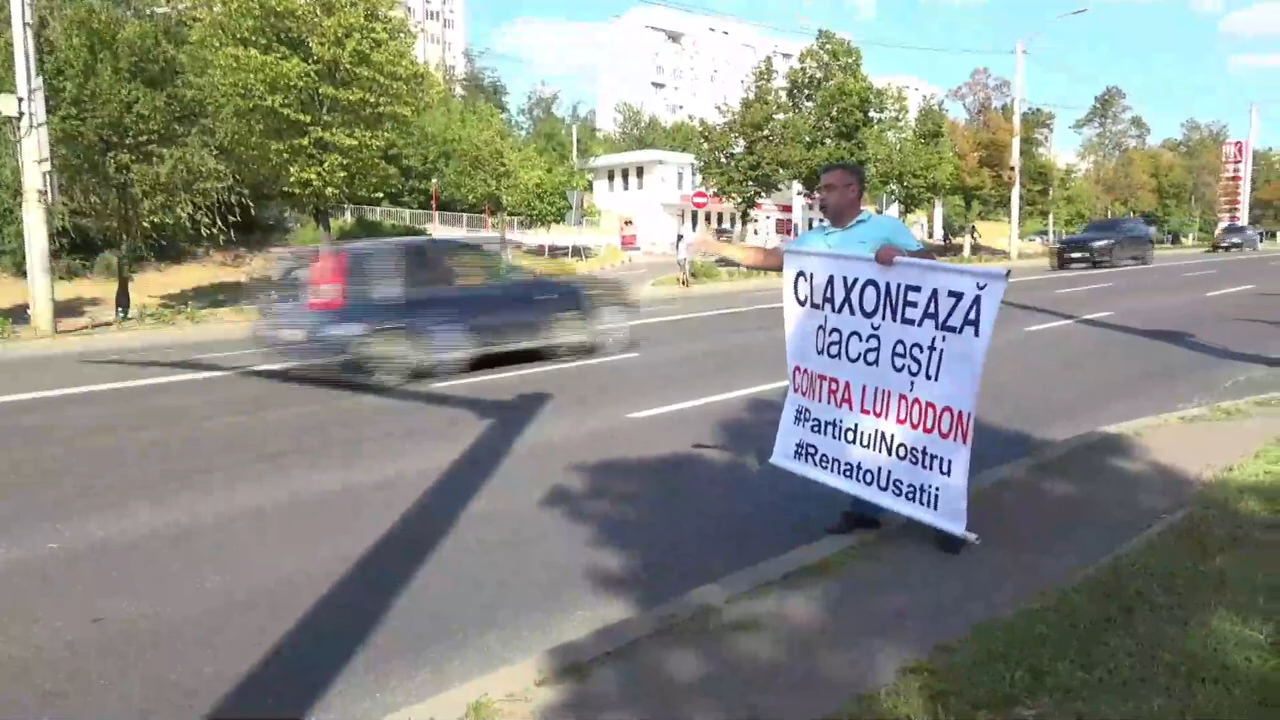 CLAXONEAZĂ
dacă ești
CONTRA LUI DODON
#PartidulNostru
#RenatoUsatii